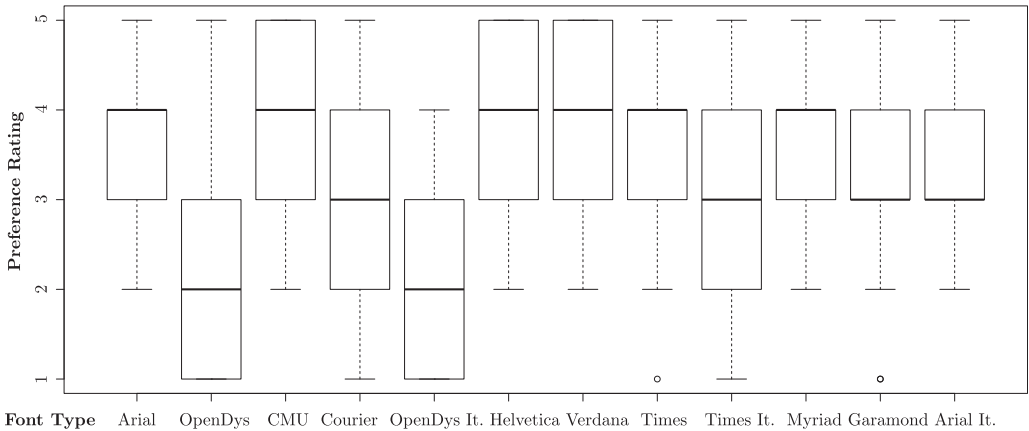 Preference Rating
5
4
3
2
1
Font Type Arial OpenDys CMU Courier OpenDys It. Helvetica Verdana Times Times It. Myriad Garamond Arial It.